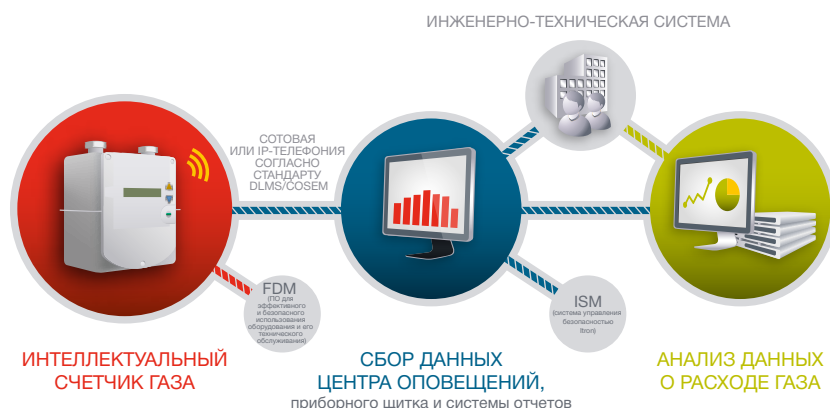 ИНЖЕНЕРНО-ТЕХНИЧЕСКАЯ СИСТЕМА
СОТОВАЯ
ИЛИ IP-ТЕЛЕФОНИЯ
СОГЛАСНО
СТАНДАРТУ
DLMS/COSEM
FDM
(ПО для
эффективного
и безопасного
использования
оборудования и его
технического
обслуживания)
ISM
(система управления
безопасностью
Itron)
ИНТЕЛЛЕКТУАЛЬНЫЙ
СЧЕТЧИК ГАЗА
СБОР ДАННЫХ
ЦЕНТРА ОПОВЕЩЕНИЙ,
приборного щитка и системы отчетов
АНАЛИЗ ДАННЫХ
О РАСХОДЕ ГАЗА